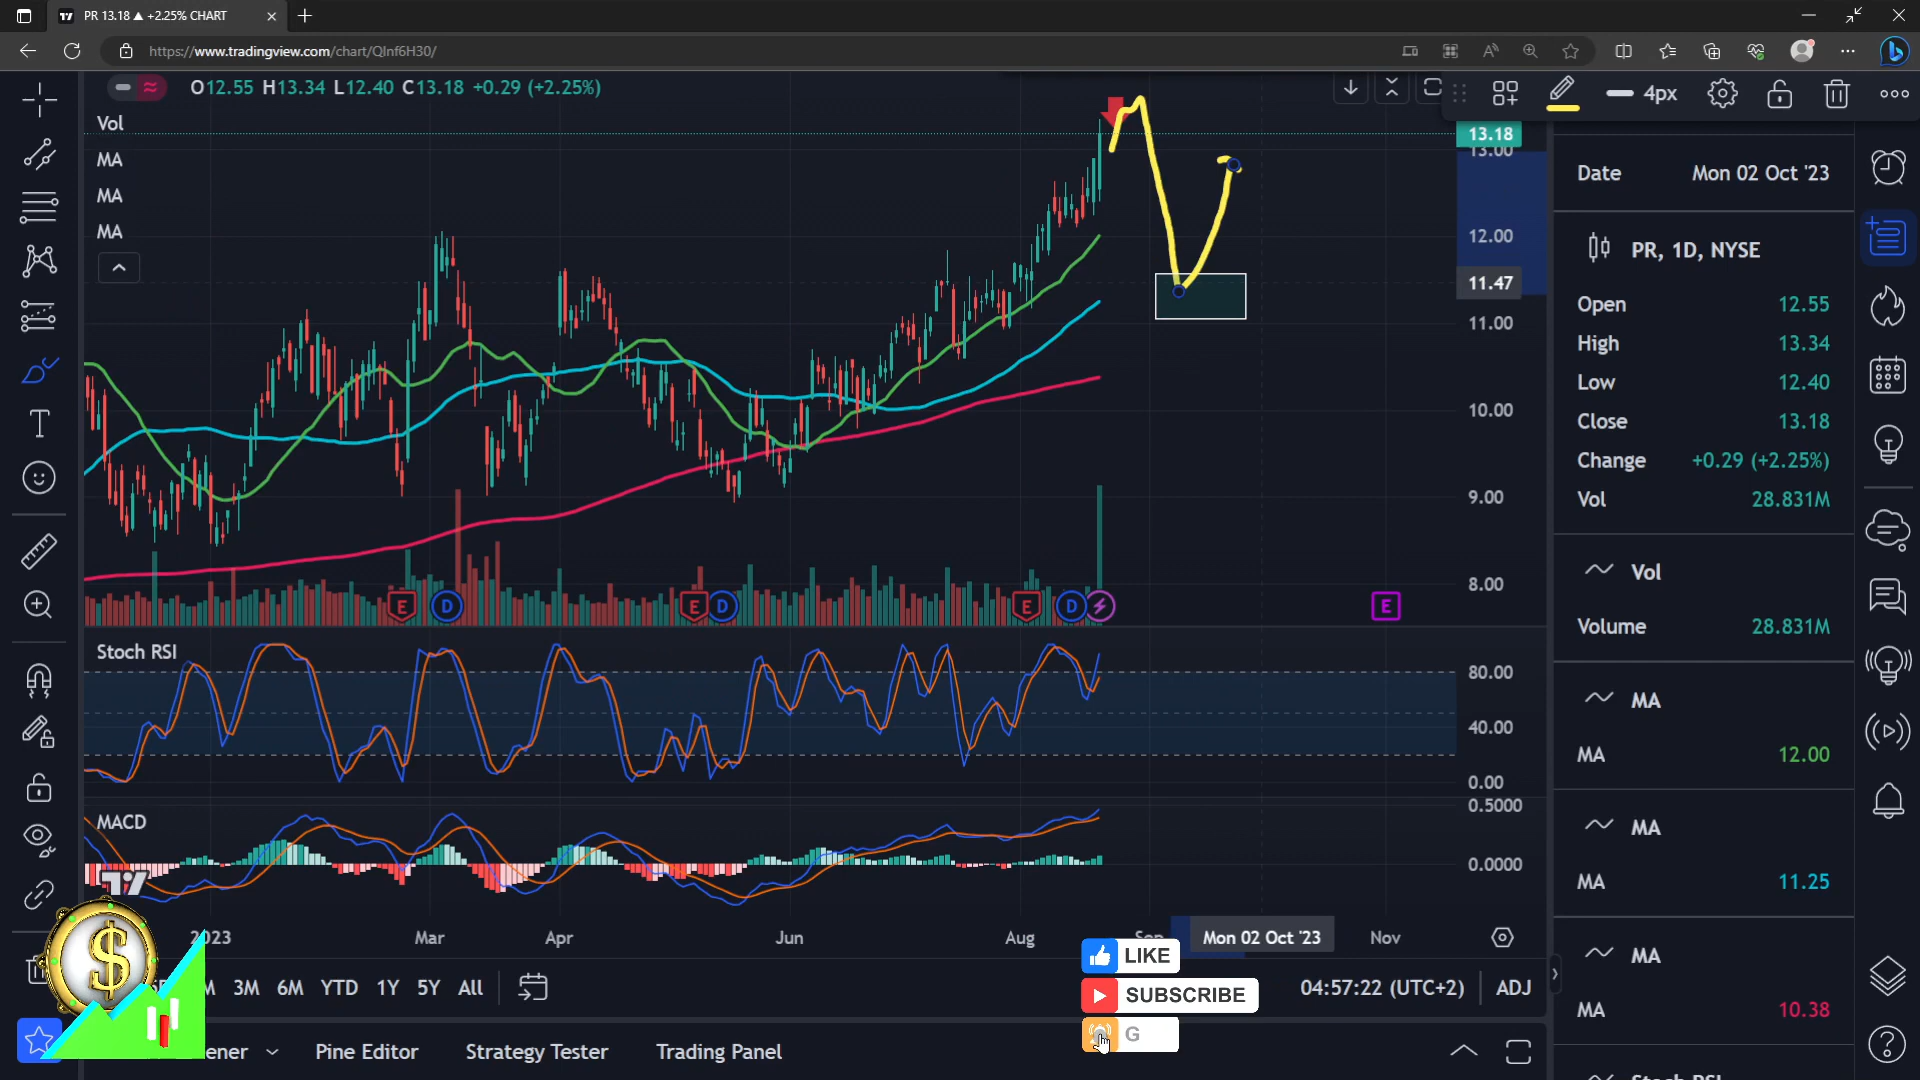 PR 13.18 ▲ +2.25% CHART
https://www.tradingview.com/chart/QInf6H30/
O12.55 H13.34 L12.40 C13.18 +0.29 (+2.25%)
4px
Vol
MA
MA
MA
13.18
13.00
12.00
11.47
11.00
10.00
9.00
8.00
E D E D E D E
Stoch RSI
80.00
40.00
0.00
MACD
0.5000
0.0000
2023 Mar Apr Jun Aug Sep Mon 02 Oct '23 Nov
3M 6M YTD 1Y 5Y All
04:57:22 (UTC+2) ADJ
Pine Editor Strategy Tester Trading Panel
LIKE
SUBSCRIBE
G
$
Date Mon 02 Oct '23
PR, 1D, NYSE
Open 12.55
High 13.34
Low 12.40
Close 13.18
Change +0.29 (+2.25%)
Vol 28.831M
Vol
Volume 28.831M
MA
MA 12.00
MA
MA 11.25
MA
MA 10.38
Stoch RSI